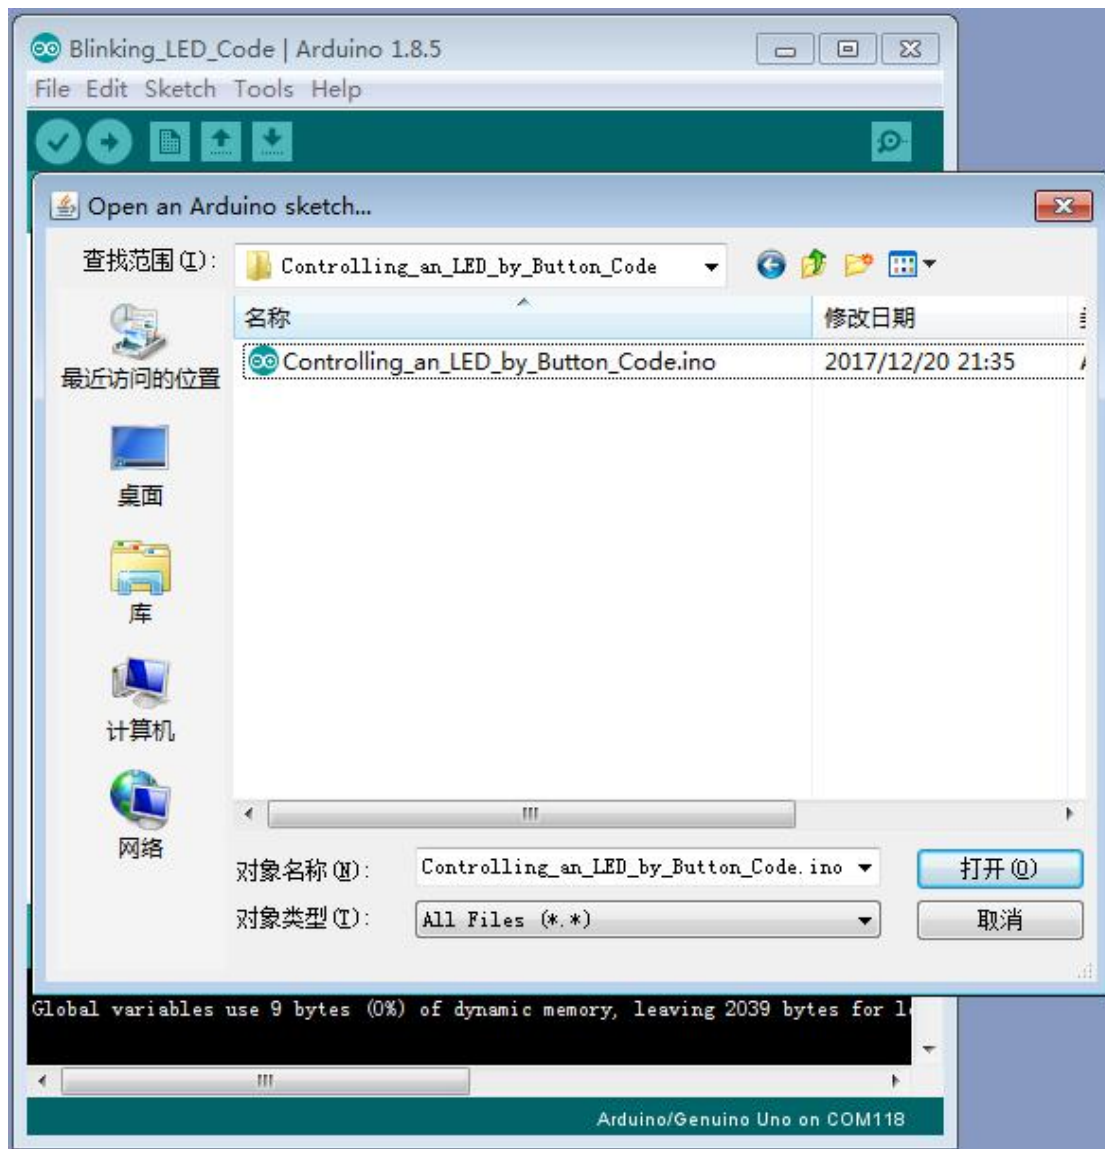 Blinking_LED_Code | Arduino 1.8.5
File Edit Sketch Tools Help
Open an Arduino sketch...
查找范围(I):
Controlling_an_LED_by_Button_Code
名称
修改日期
Controlling_an_LED_by_Button_Code.ino
2017/12/20 21:35
最近访问的位置
桌面
库
计算机
网络
对象名称(N):
Controlling_an_LED_by_Button_Code.ino
打开(O)
对象类型(T):
All Files (*.*)
取消
Global variables use 9 bytes (0%) of dynamic memory, leaving 2039 bytes for
Arduino/Genuino Uno on COM118